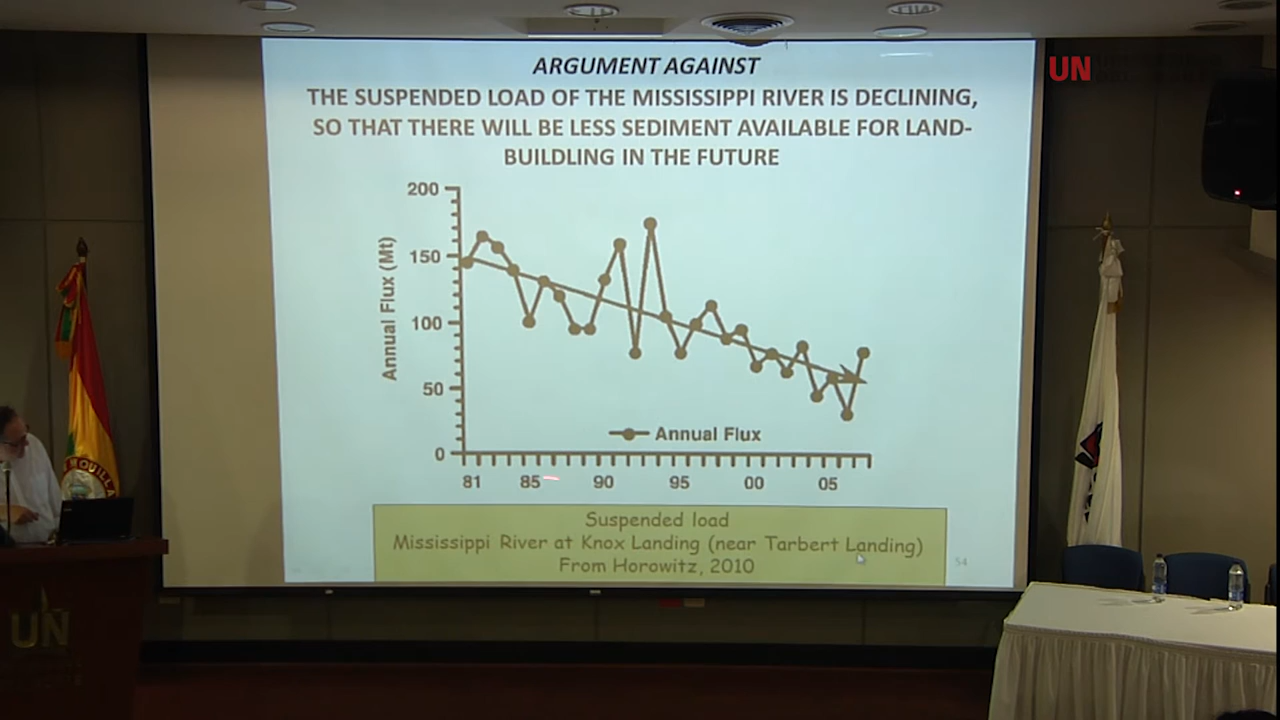 ARGUMENT AGAINST
THE SUSPENDED LOAD OF THE MISSISSIPPI RIVER IS DECLINING,
SO THAT THERE WILL BE LESS SEDIMENT AVAILABLE FOR LAND-
BUILDLING IN THE FUTURE
200
150
100
50
0
Annual Flux (Mt)
Annual Flux
81 85 90 95 00 05
Suspended load
Mississippi River at Knox Landing (near Tarbert Landing)
From Horowitz, 2010
54
UN
UN